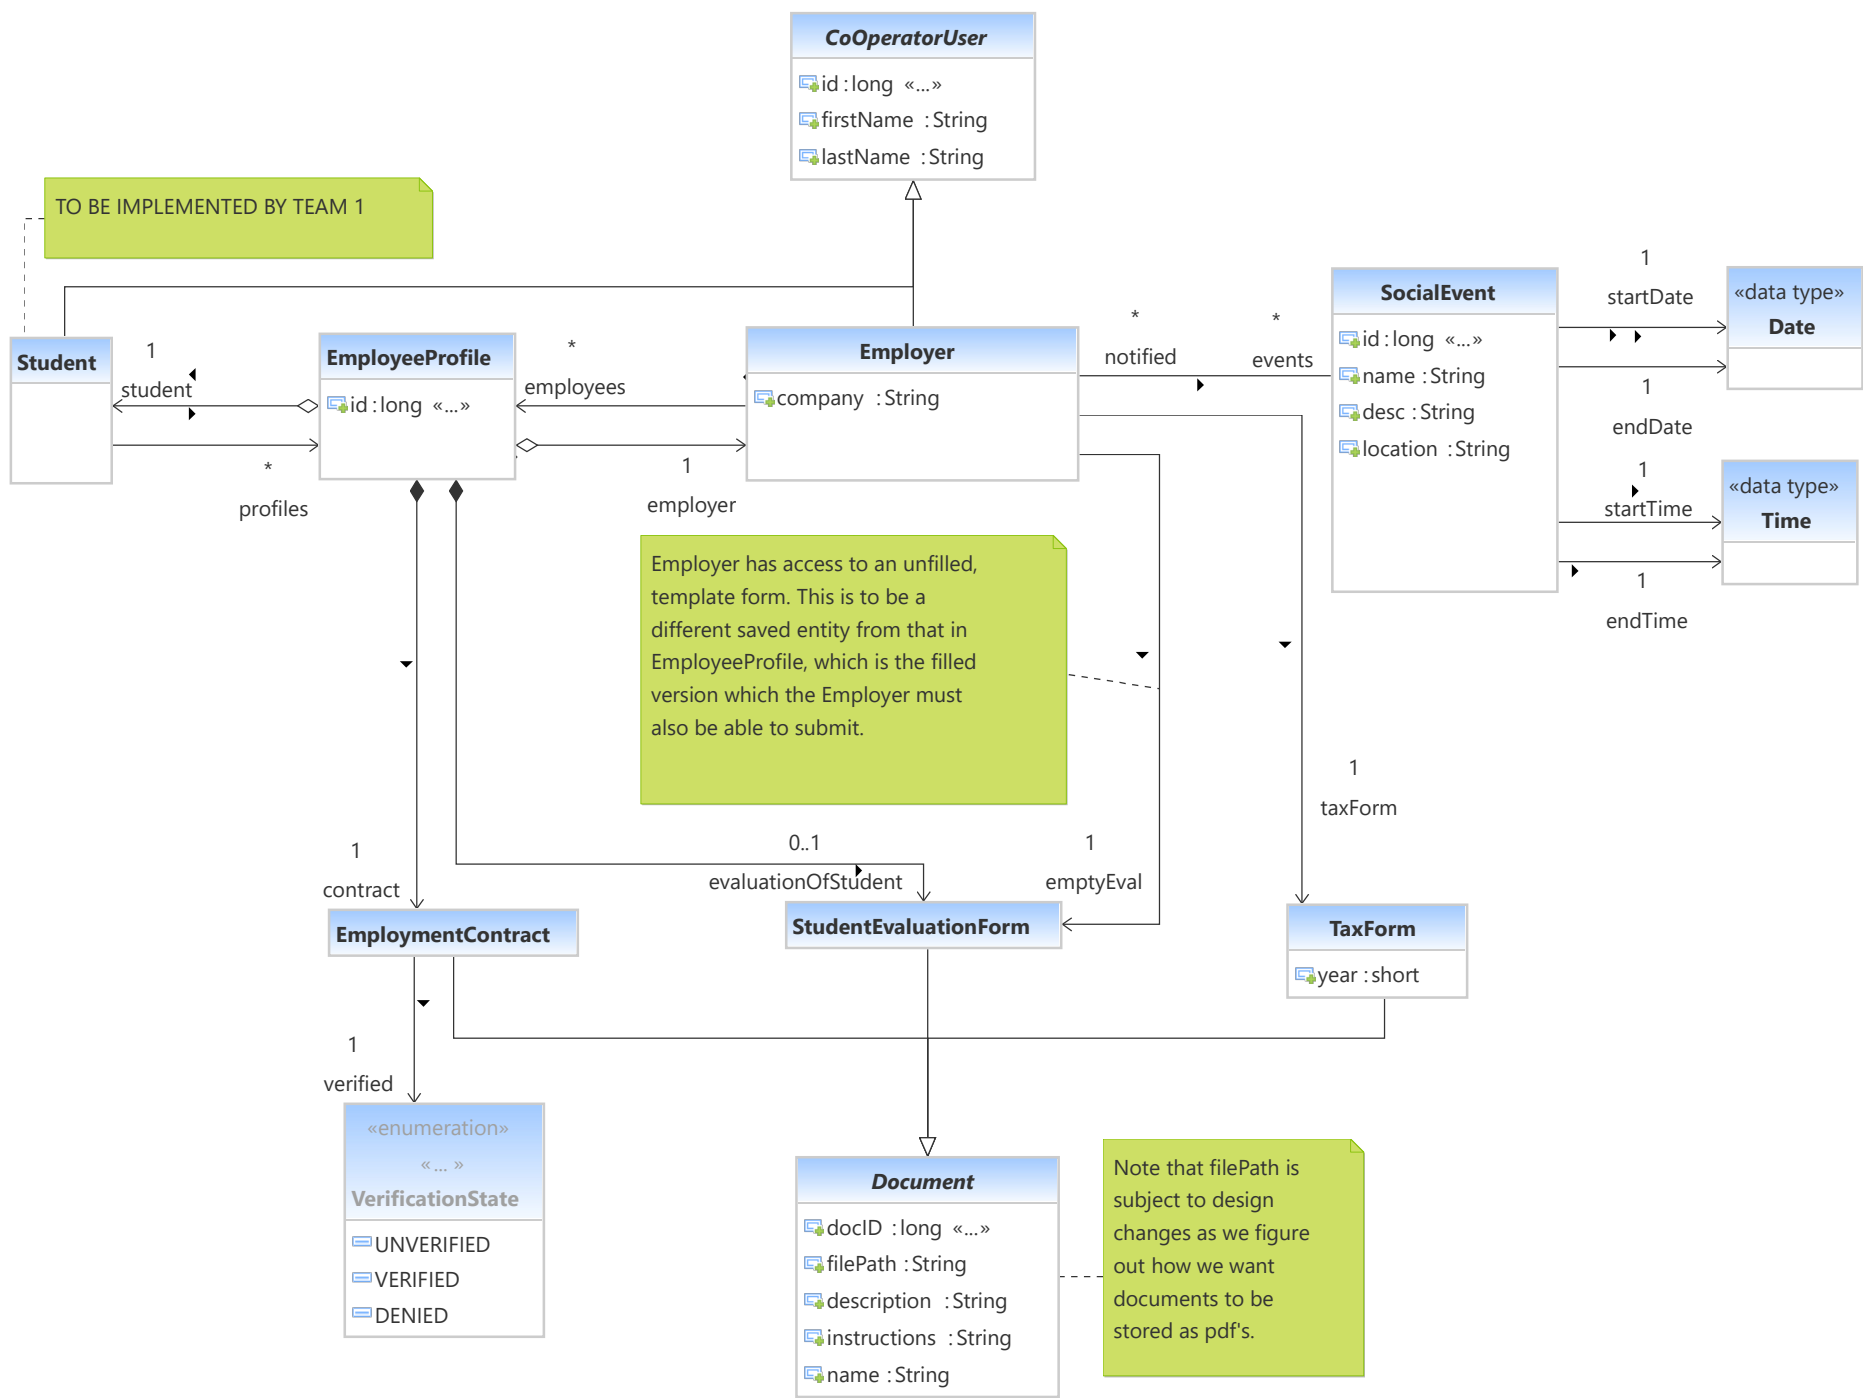 CoOperatorUser
id : long «...»
firstName : String
lastName : String
TO BE IMPLEMENTED BY TEAM 1
Student
1
student
*
profiles
EmployeeProfile
id : long «...»
*
employees
1
employer
Employer
company : String
*
notified
*
events
SocialEvent
id : long «...»
name : String
desc : String
location : String
1
startDate
1
endDate
«data type»
Date
1
startTime
1
endTime
«data type»
Time
Employer has access to an unfilled,
template form. This is to be a
different saved entity from that in
EmployeeProfile, which is the filled
version which the Employer must
also be able to submit.
1
taxForm
1
contract
0..1
evaluationOfStudent
1
emptyEval
EmploymentContract
StudentEvaluationForm
TaxForm
year : short
1
verified
«enumeration»
« ... »
VerificationState
UNVERIFIED
VERIFIED
DENIED
Document
docID : long «...»
filePath : String
description : String
instructions : String
name : String
Note that filePath is
subject to design
changes as we figure
out how we want
documents to be
stored as pdf's.